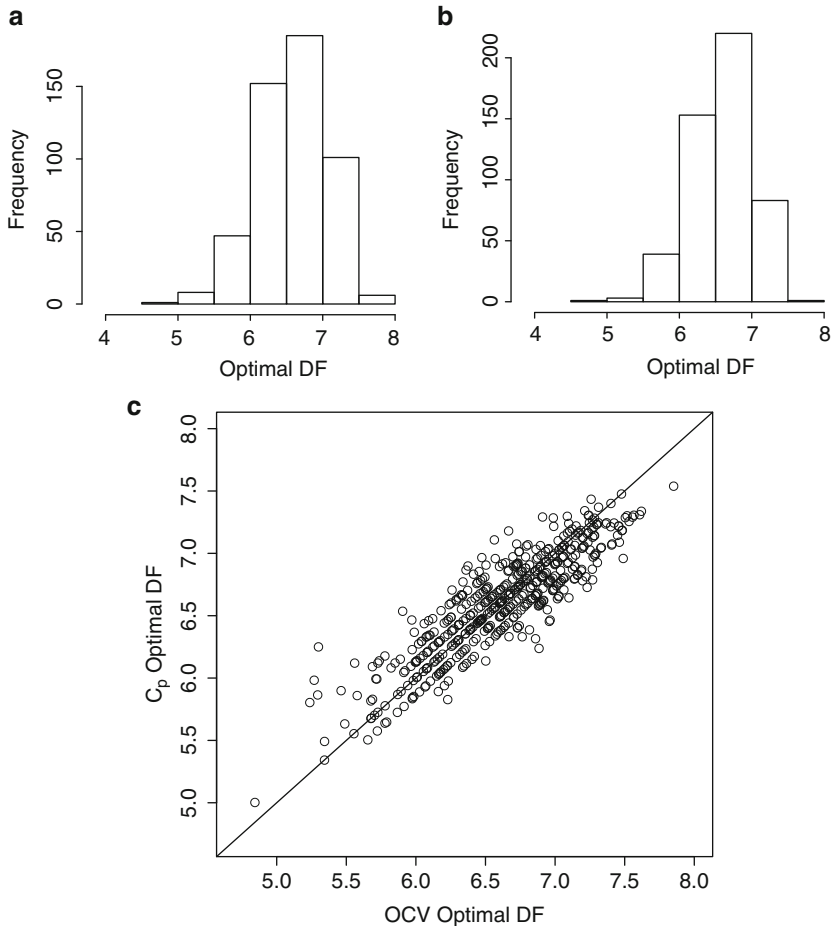 a
Frequency
150
100
50
0
4 5 6 7 8
Optimal DF
b
Frequency
200
150
100
50
0
4 5 6 7 8
Optimal DF
c
Cp Optimal DF
8.0
7.5
7.0
6.5
6.0
5.5
5.0
5.0 5.5 6.0 6.5 7.0 7.5 8.0
OCV Optimal DF